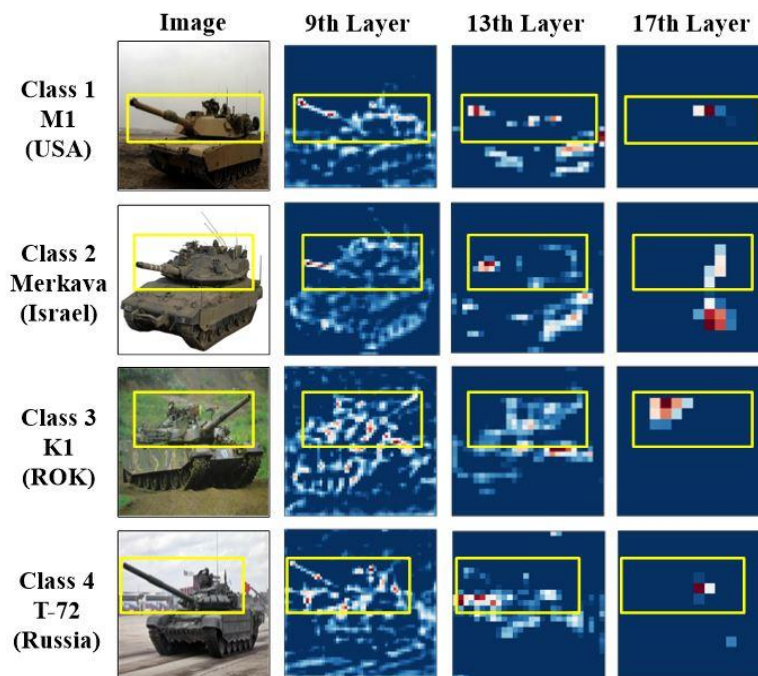 Image 9th Layer 13th Layer 17th Layer
Class 1
M1
(USA)
Class 2
Merkava
(Israel)
Class 3
K1
(ROK)
Class 4
T-72
(Russia)